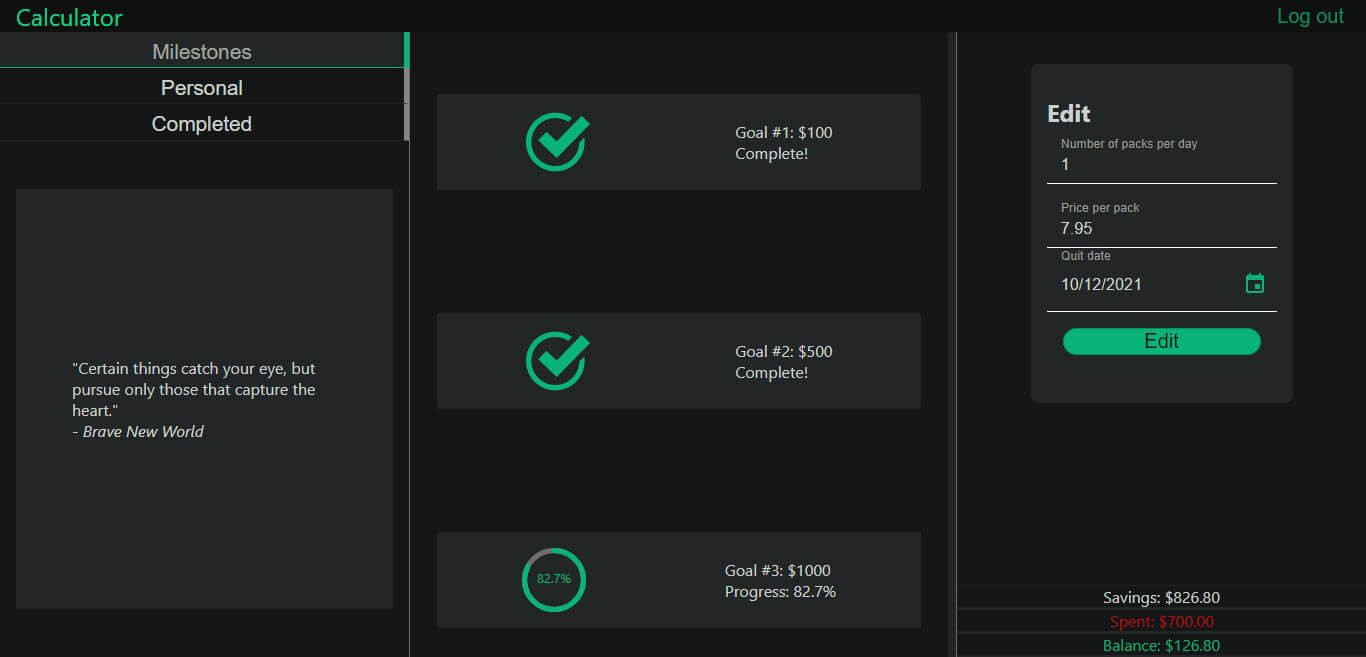 Calculator
Log out
Milestones
Personal
Completed
"Certain things catch your eye, but
pursue only those that capture the
heart."
- Brave New World
Goal #1: $100
Complete!
Goal #2: $500
Complete!
82.7%
Goal #3: $1000
Progress: 82.7%
Edit
Number of packs per day
1
Price per pack
7.95
Quit date
10/12/2021
Edit
Savings: $826.80
Spent: $700.00
Balance: $126.80